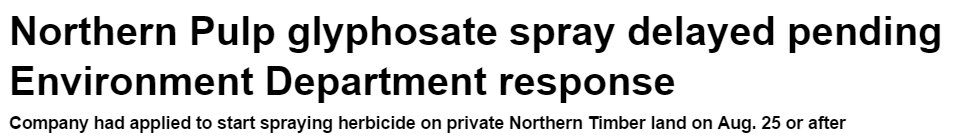 Northern Pulp glyphosate spray delayed pending
Environment Department response
Company had applied to start spraying herbicide on private Northern Timber land on Aug. 25 or after